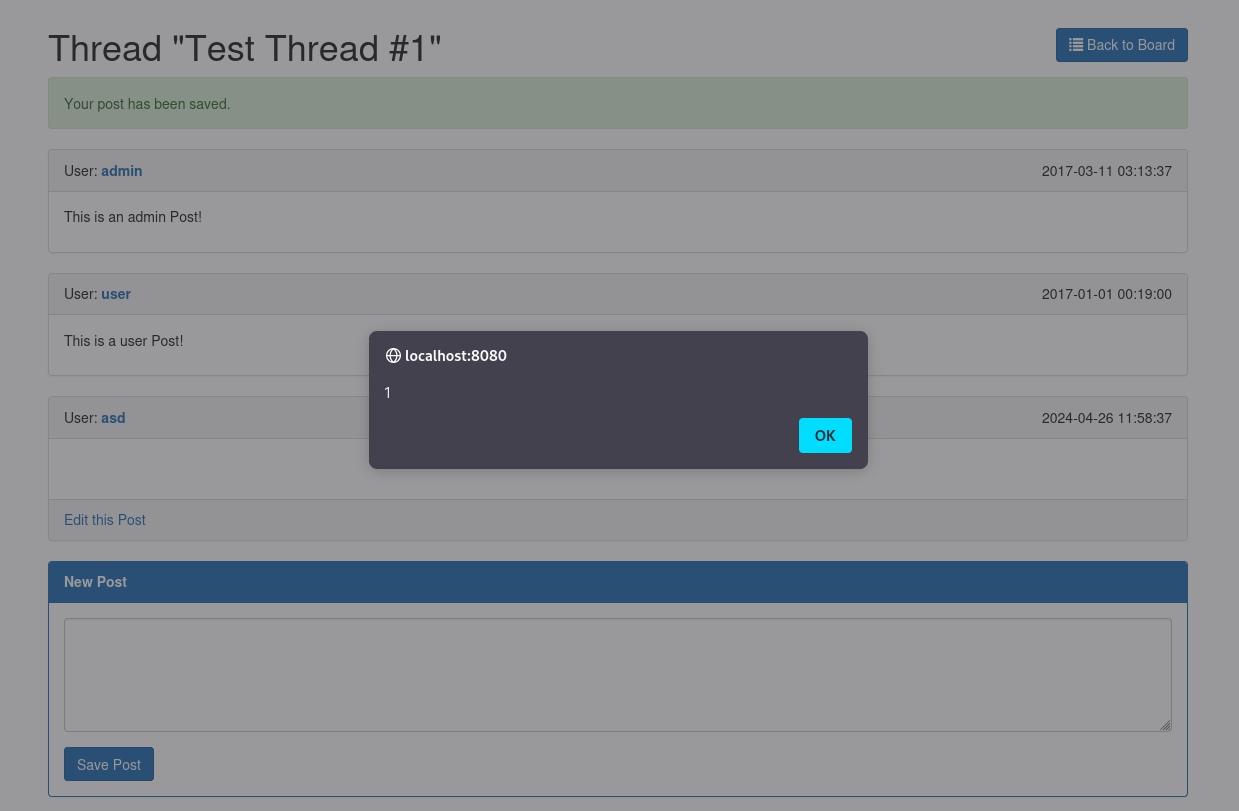 Thread "Test Thread #1"
Back to Board
Your post has been saved.
User: admin
2017-03-11 03:13:37
This is an admin Post!
User: user
2017-01-01 00:19:00
This is a user Post!
localhost:8080
1
OK
User: asd
2024-04-26 11:58:37
Edit this Post
New Post
Save Post